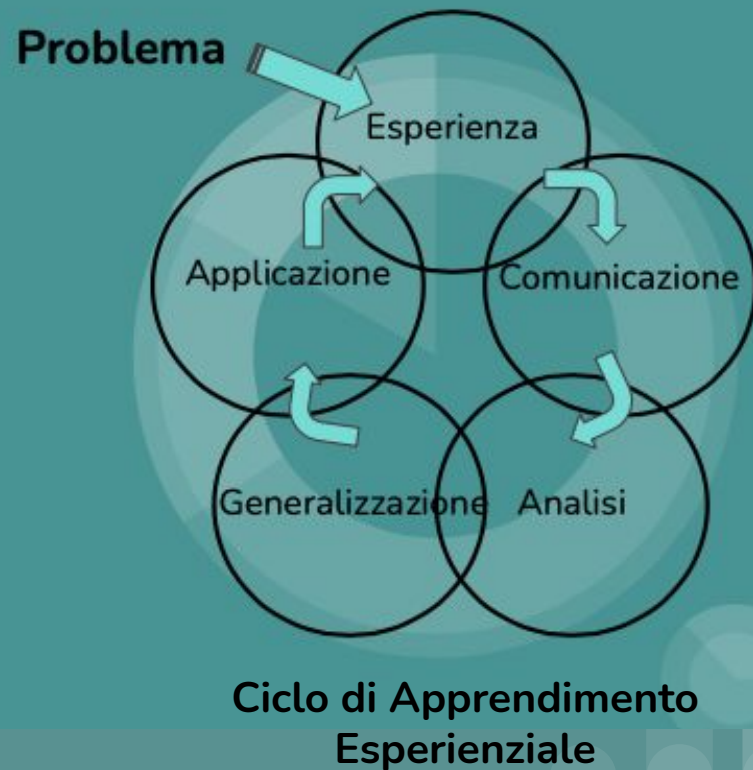 Problema
Esperienza
Applicazione
Comunicazione
Generalizzazione
Analisi
Ciclo di Apprendimento
Esperienziale